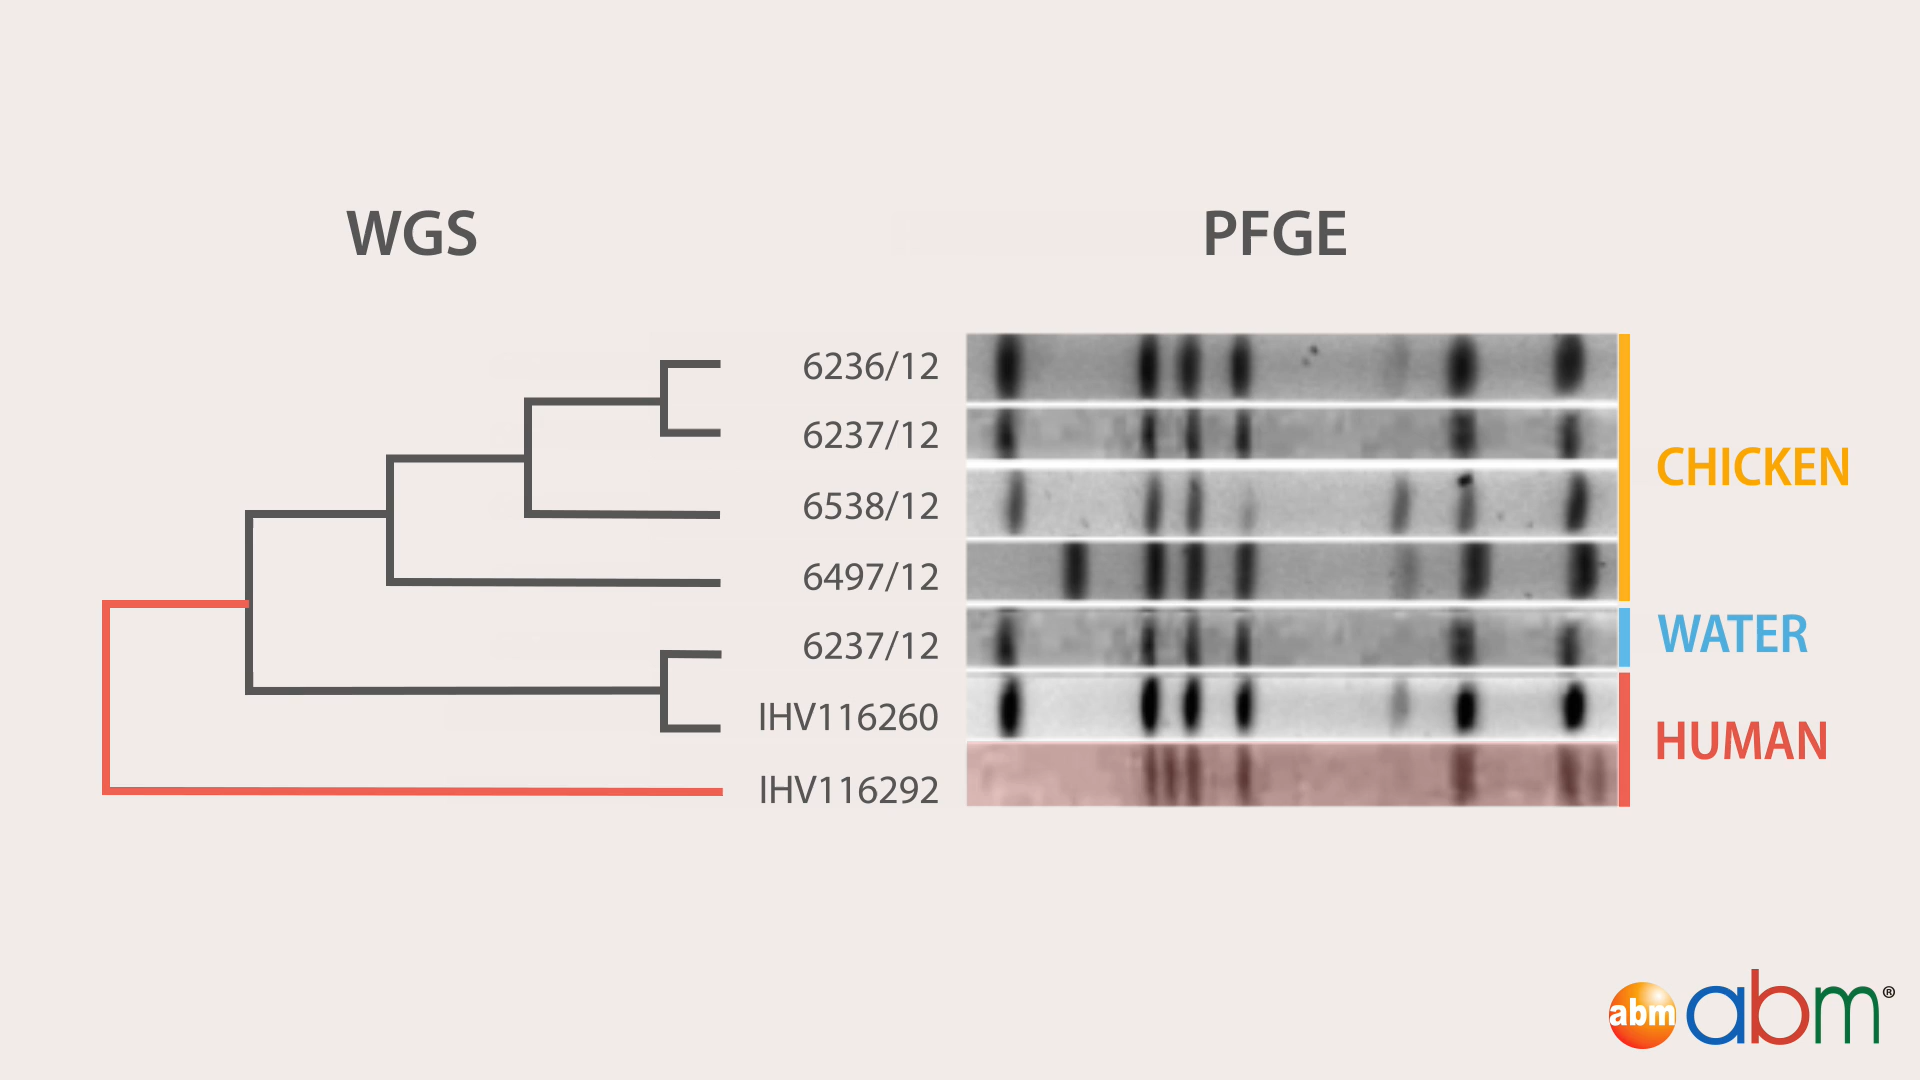 WGS
PFGE
6236/12
6237/12
6538/12
6497/12
6237/12
IHV116260
IHV116292
CHICKEN
WATER
HUMAN
abm abm®